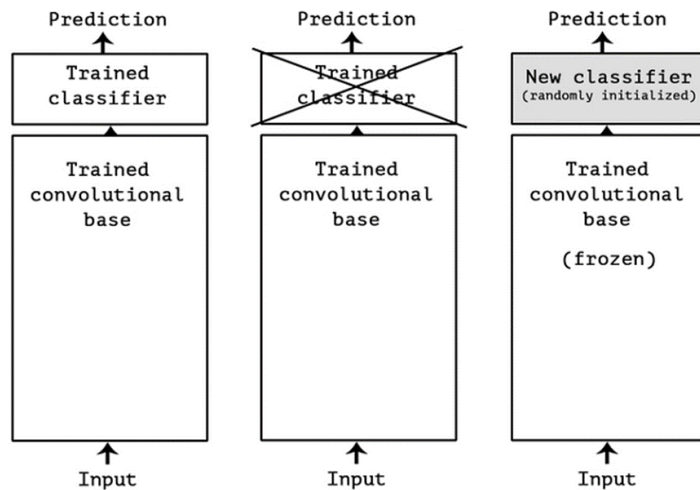 Prediction
Trained
classifier
Trained
convolutional
base
Input
Prediction
Trained
classifier
Trained
convolutional
base
Input
Prediction
New classifier
(randomly initialized)
Trained
convolutional
base
(frozen)
Input